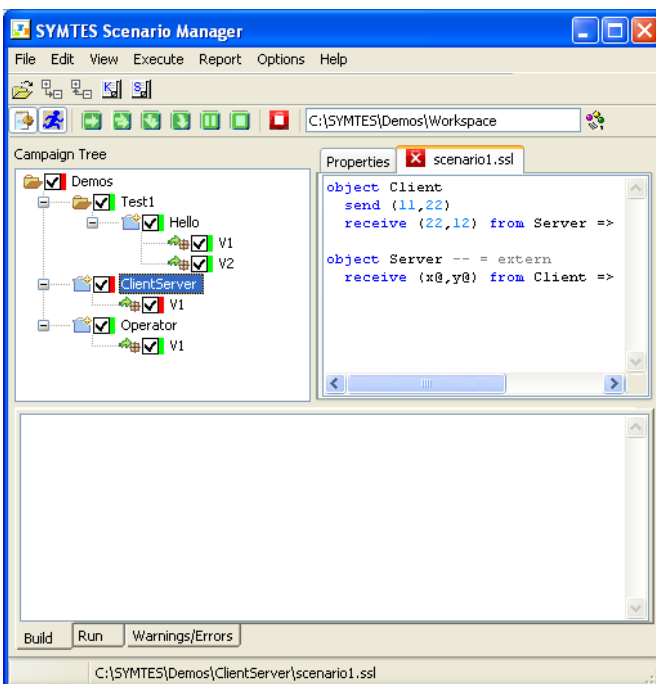 SYMTES Scenario Manager
File Edit View Execute Report Options Help
C:\SYMTES\Demos\Workspace
Campaign Tree
Demos
Test1
Hello
V1
V2
ClientServer
V1
Operator
V1
Properties scenario1.ssl
object Client
send (11,22)
receive (22,12) from Server =>
object Server -- = extern
receive (x@,y@) from Client =>
Build Run Warnings/Errors
C:\SYMTES\Demos\ClientServer\scenario1.ssl